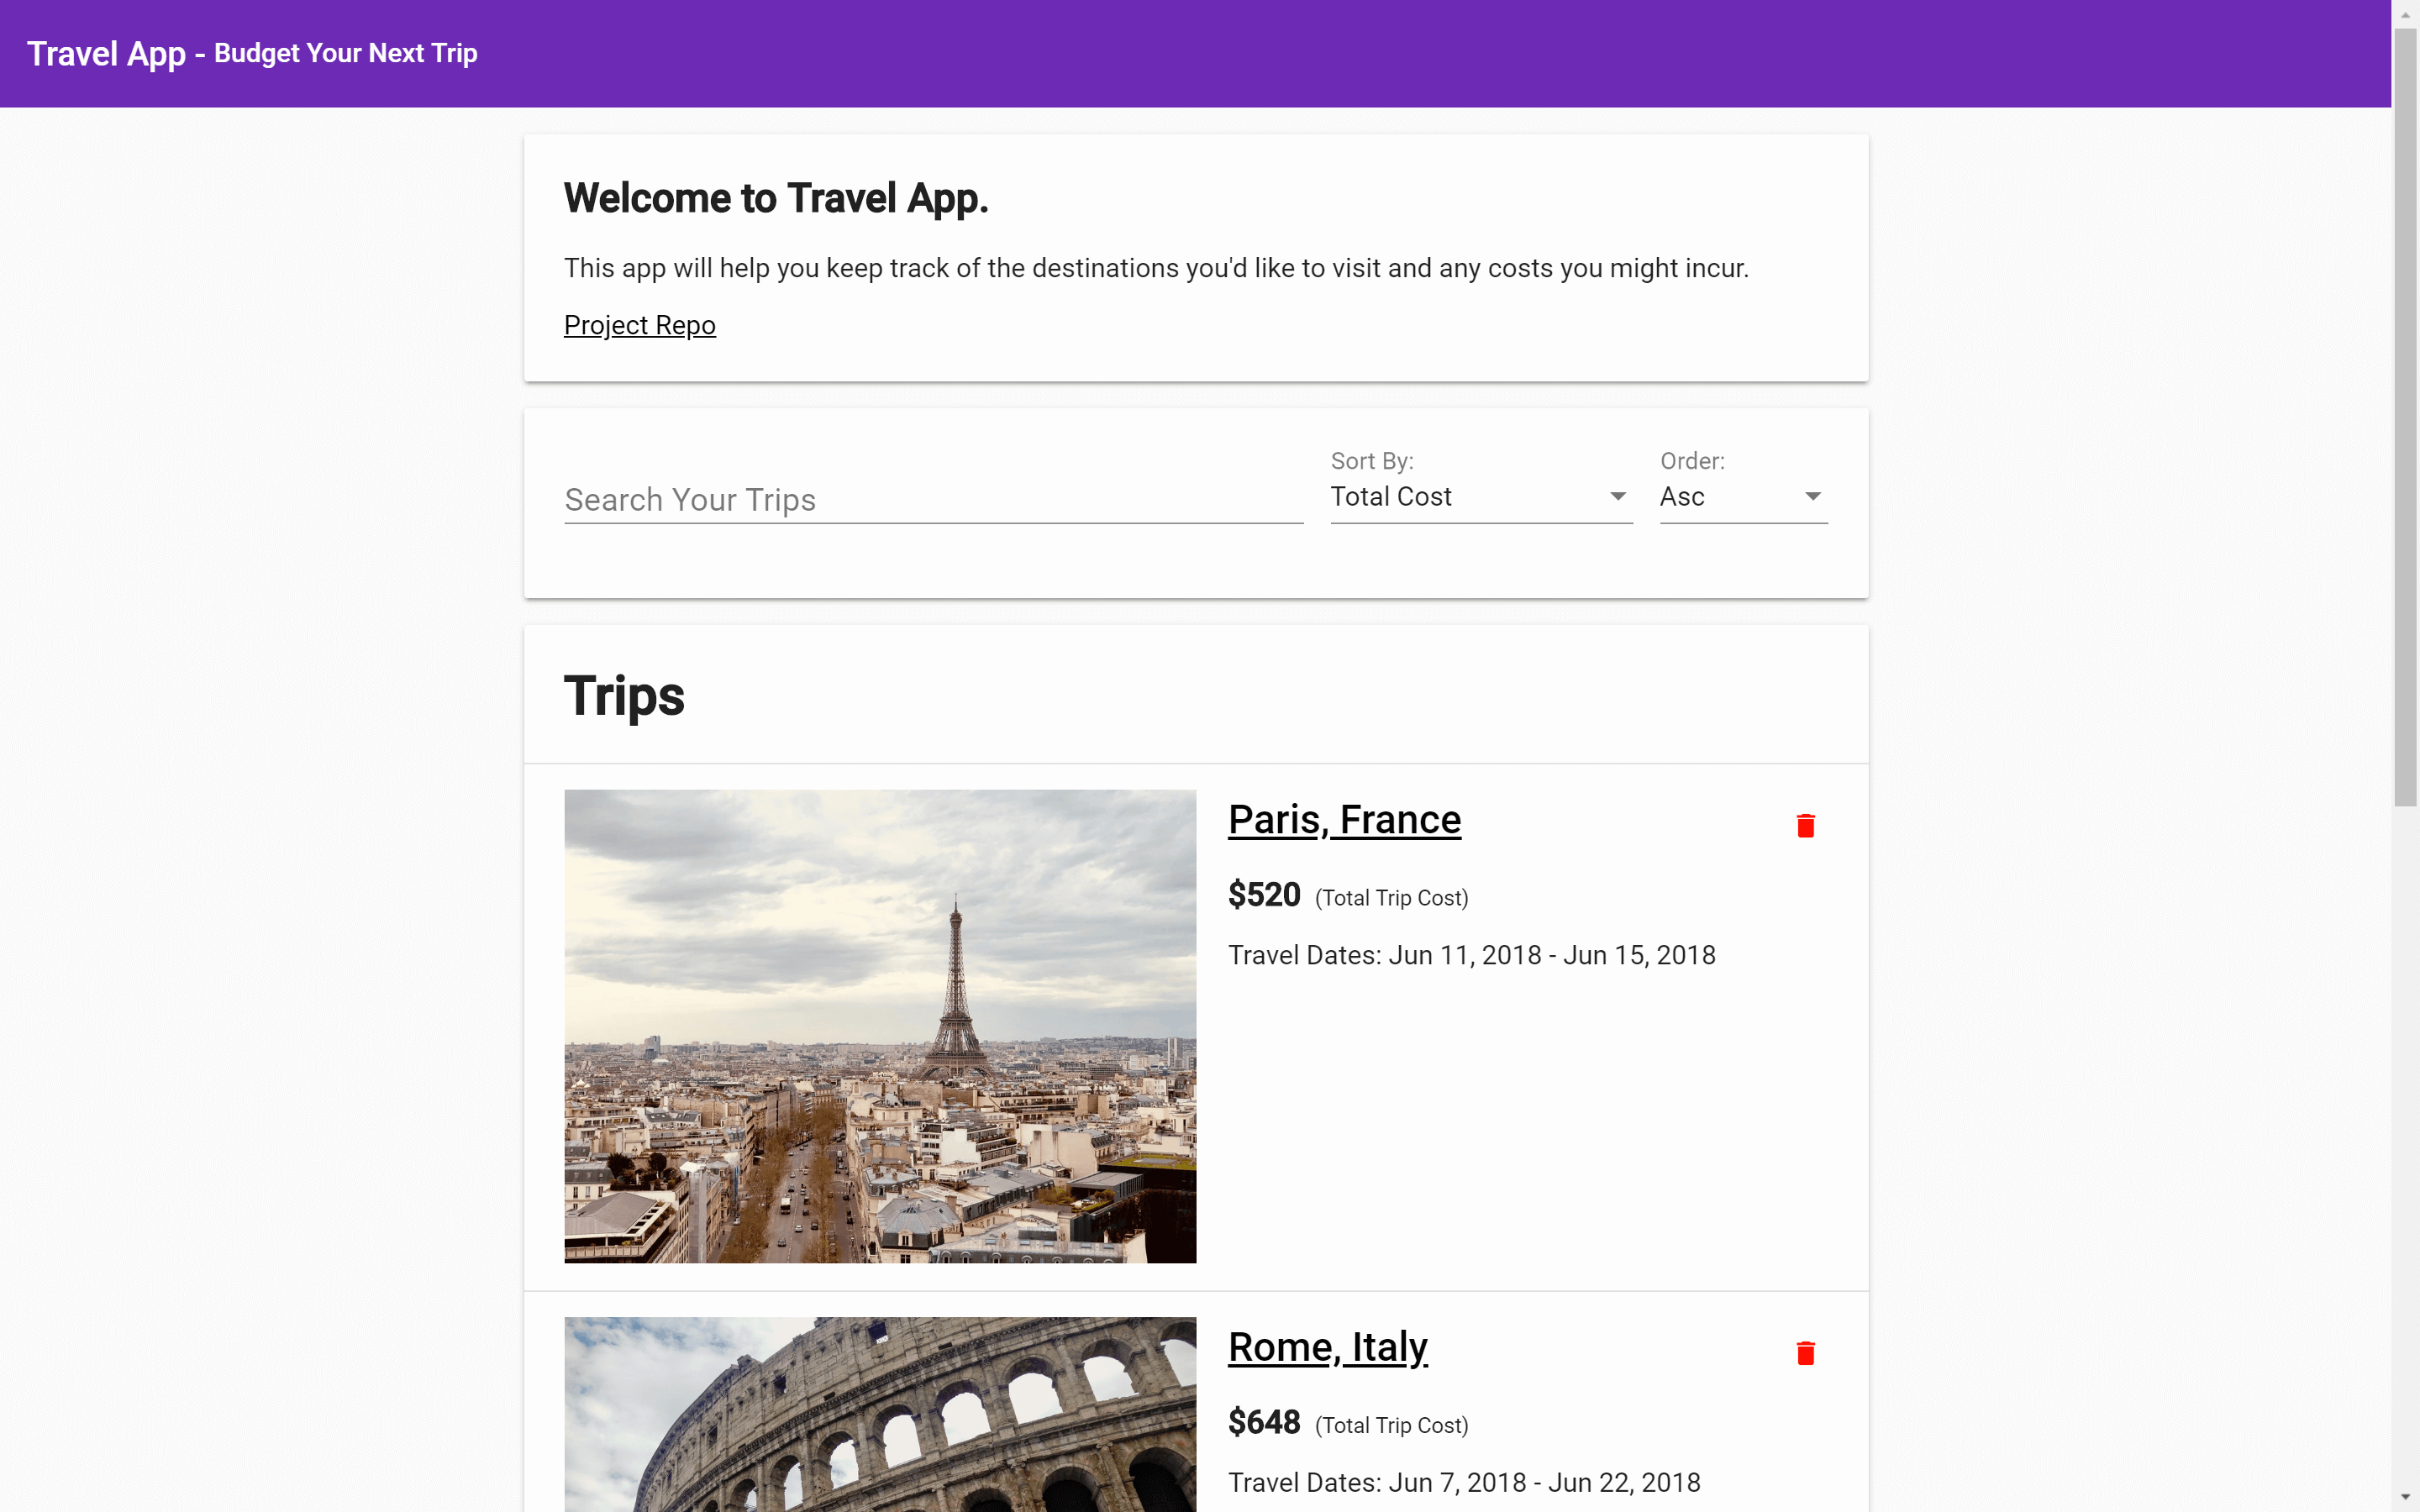 Travel App - Budget Your Next Trip
Welcome to Travel App.
This app will help you keep track of the destinations you'd like to visit and any costs you might incur.
Project Repo
Sort By:
Order:
Search Your Trips
Total Cost
Asc
Trips
Paris, France
$520 (Total Trip Cost)
Travel Dates: Jun 11, 2018 - Jun 15, 2018
Rome, Italy
$648 (Total Trip Cost)
Travel Dates: Jun 7, 2018 - Jun 22, 2018